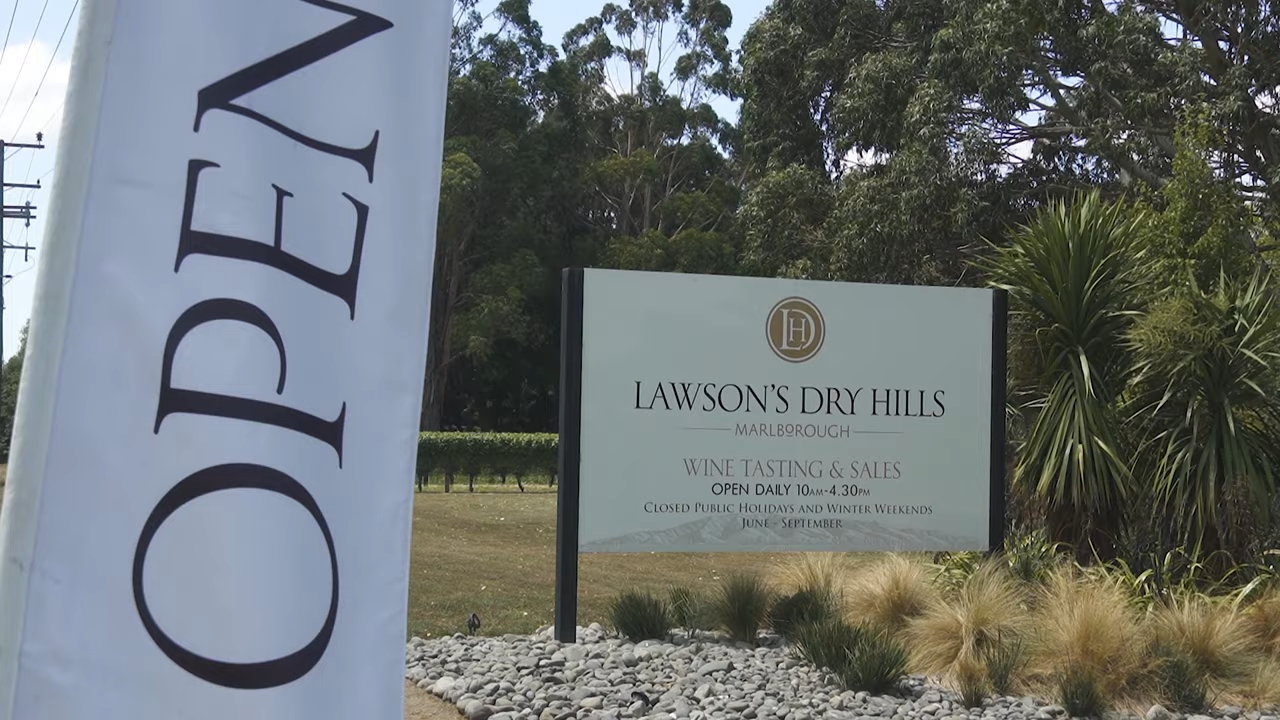 OPEN
LDH
LAWSON'S DRY HILLS
MARLBOROUGH
WINE TASTING & SALES
OPEN DAILY 10AM-4.30PM
CLOSED PUBLIC HOLIDAYS AND WINTER WEEKENDS
JUNE - SEPTEMBER